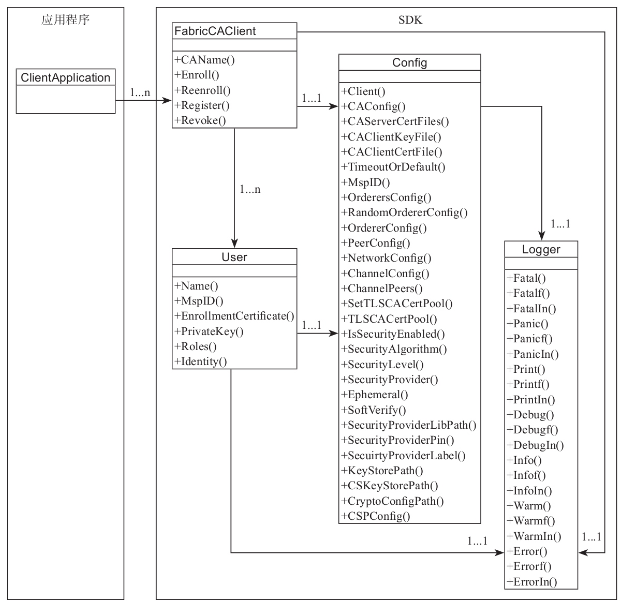 应用程序
SDK
ClientApplication
1...n
FabricCAClient
+CAName()
+Enroll()
+Reenroll()
+Register()
+Revoke()
1...1
1...n
User
+Name()
+MspID()
+EnrollmentCertificate()
+PrivateKey()
+Roles()
+Identity()
1...1
Config
+Client()
+CAConfig()
+CAServerCertFiles()
+CAClientKeyFile()
+CAClientCertFile()
+TimeoutOrDefault()
+MspID()
+OrderersConfig()
+RandomOrdererConfig()
+OrdererConfig()
+PeerConfig()
+NetworkConfig()
+ChannelConfig()
+ChannelPeers()
+SetTLSCACertPool()
+TLSCACertPool()
+IsSecurityEnabled()
+SecurityAlgorithm()
+SecurityLevel()
+SecurityProvider()
+Ephemeral()
+SoftVerify()
+SecurityProviderLibPath()
+SecuirtyProviderPin()
+SecuirtyProviderLabel()
+KeyStorePath()
+CSKeyStorePath()
+CryptoConfigPath()
+CSPConfig()
1...1
Logger
−Fatal()
−Fatalf()
−FatalIn()
−Panic()
−Panicf()
−PanicIn()
−Print()
−Printf()
−PrintIn()
−Debug()
−Debugf()
−DebugIn()
−Info()
−Infof()
−InfoIn()
−Warm()
−Warmf()
−WarmIn()
−Error()
−Errorf()
−ErrorIn()
1...1
1...1